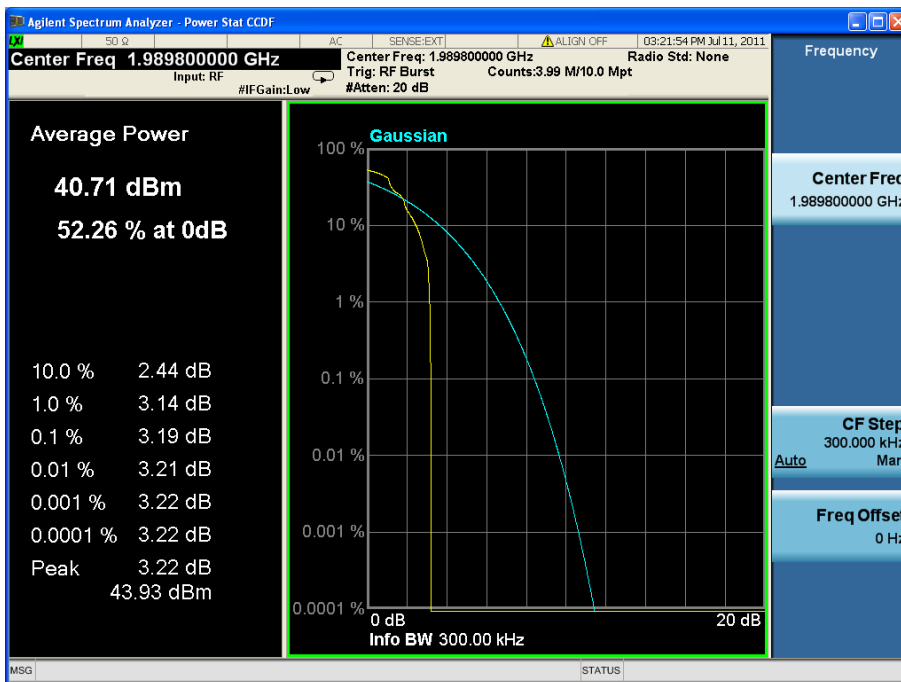 Agilent Spectrum Analyzer - Power Stat CCDF
LXI 50 Ω AC SENSE:EXT ALIGN OFF 03:21:54 PM Jul 11, 2011
Center Freq 1.989800000 GHz
Input: RF
#IFGain:Low
Center Freq: 1.989800000 GHz
Trig: RF Burst
#Atten: 20 dB
Radio Std: None
Counts:3.99 M/10.0 Mpt
Average Power
40.71 dBm
52.26 % at 0dB
10.0 % 2.44 dB
1.0 % 3.14 dB
0.1 % 3.19 dB
0.01 % 3.21 dB
0.001 % 3.22 dB
0.0001 % 3.22 dB
Peak 3.22 dB
43.93 dBm
Gaussian
100 %
10 %
1 %
0.1 %
0.01 %
0.001 %
0.0001 %
0 dB 20 dB
Info BW 300.00 kHz
Frequency
Center Freq
1.989800000 GHz
CF Step
300.000 kHz
Auto Man
Freq Offset
0 Hz
MSG STATUS